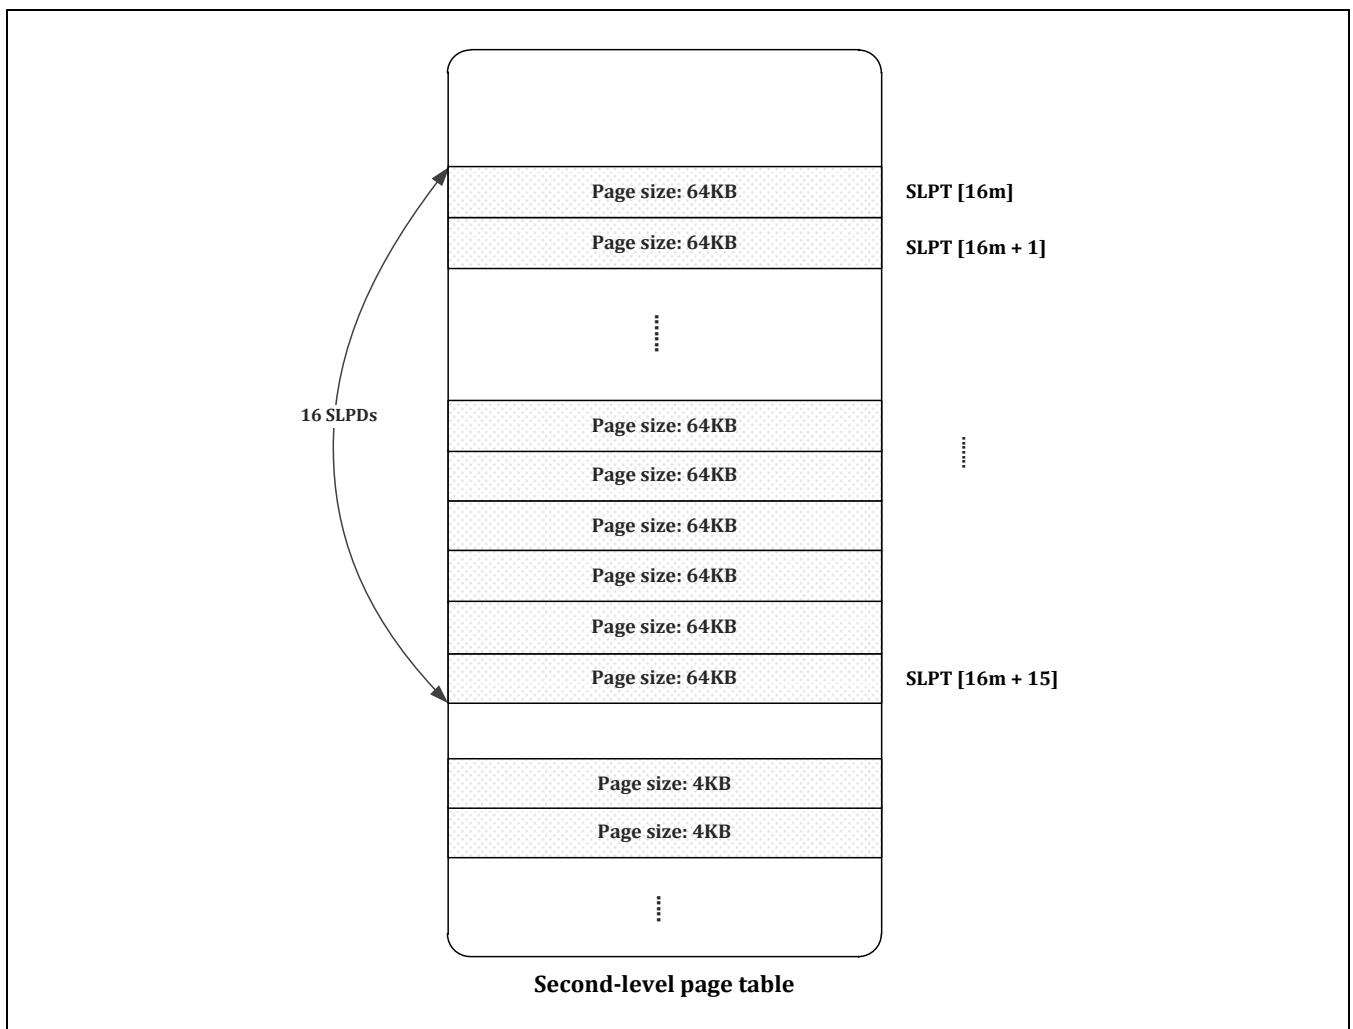 Page size: 64KB
SLPT [16m]
Page size: 64KB
SLPT [16m + 1]
16 SLPDs
Page size: 64KB
Page size: 64KB
Page size: 64KB
Page size: 64KB
Page size: 64KB
Page size: 64KB
SLPT [16m + 15]
Page size: 4KB
Page size: 4KB
Second-level page table